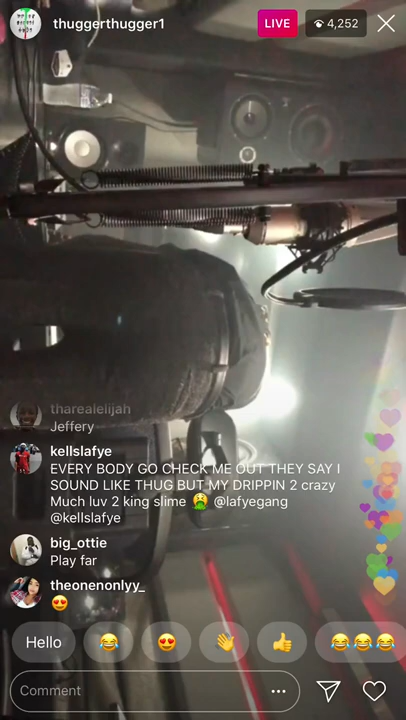 thuggerthugger1
LIVE
4,252
tharealelijah
Jeffery
kellslafye
EVERY BODY GO CHECK ME OUT THEY SAY I
SOUND LIKE THUG BUT MY DRIPPIN 2 crazy
Much luv 2 king slime 🤮 @lafyegang
@kellslafye
big_ottie
Play far
theonenonlyy_
😍
Hello 😂 😍 👋 👍 😂😂😂
Comment